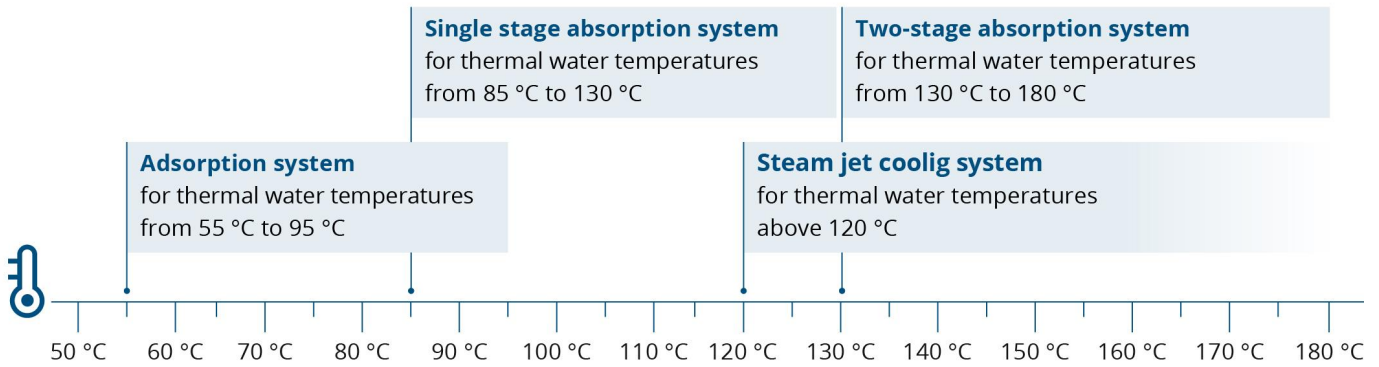 Single stage absorption system
for thermal water temperatures
from 85 °C to 130 °C
Two-stage absorption system
for thermal water temperatures
from 130 °C to 180 °C
Adsorption system
for thermal water temperatures
from 55 °C to 95 °C
Steam jet coolig system
for thermal water temperatures
above 120 °C
50 °C 60 °C 70 °C 80 °C 90 °C 100 °C 110 °C 120 °C 130 °C 140 °C 150 °C 160 °C 170 °C 180 °C